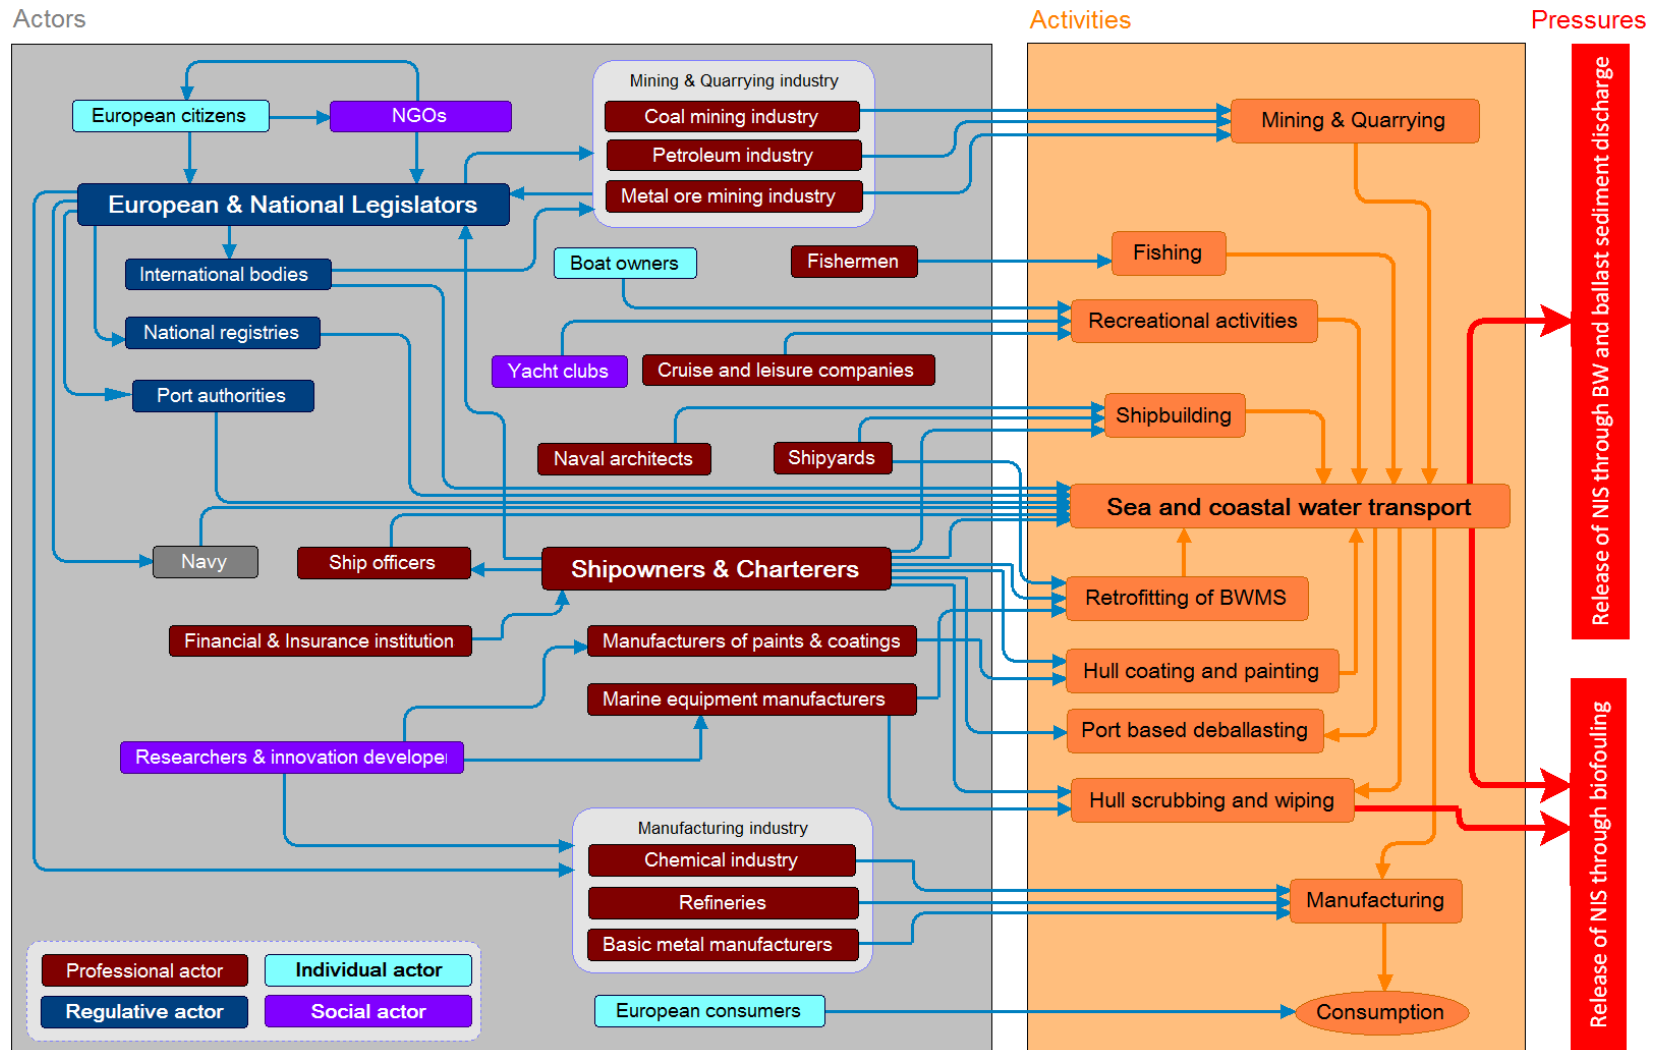 Actors
Activities
Pressures
Mining & Quarrying industry
European citizens
NGOs
Coal mining industry
Petroleum industry
Metal ore mining industry
Mining & Quarrying
European & National Legislators
International bodies
Boat owners
Fishermen
Fishing
National registries
Recreational activities
Yacht clubs
Cruise and leisure companies
Port authorities
Shipbuilding
Naval architects
Shipyards
Sea and coastal water transport
Navy
Ship officers
Shipowners & Charterers
Retrofitting of BWMS
Financial & Insurance institution
Manufacturers of paints & coatings
Hull coating and painting
Marine equipment manufacturers
Port based deballasting
Researchers & innovation develope
Hull scrubbing and wiping
Manufacturing industry
Chemical industry
Refineries
Basic metal manufacturers
Manufacturing
European consumers
Consumption
Professional actor
Individual actor
Regulative actor
Social actor
Release of NIS through BW and ballast sediment discharge
Release of NIS through biofouling